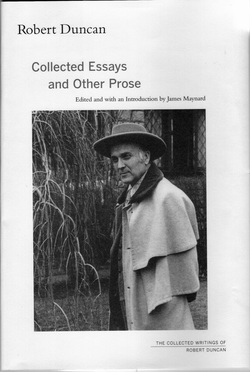 Robert Duncan
Collected Essays
and Other Prose
Edited and with an Introduction by James Maynard
THE COLLECTED WRITINGS OF
ROBERT DUNCAN